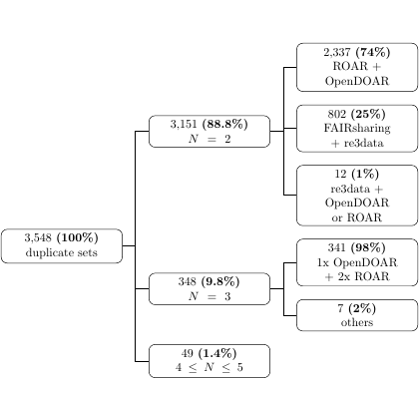 3,548 (100%)
duplicate sets
3,151 (88.8%)
N = 2
2,337 (74%)
ROAR +
OpenDOAR
802 (25%)
FAIRsharing
+ re3data
12 (1%)
re3data +
OpenDOAR
or ROAR
348 (9.8%)
N = 3
341 (98%)
1x OpenDOAR
+ 2x ROAR
7 (2%)
others
49 (1.4%)
4 ≤ N ≤ 5